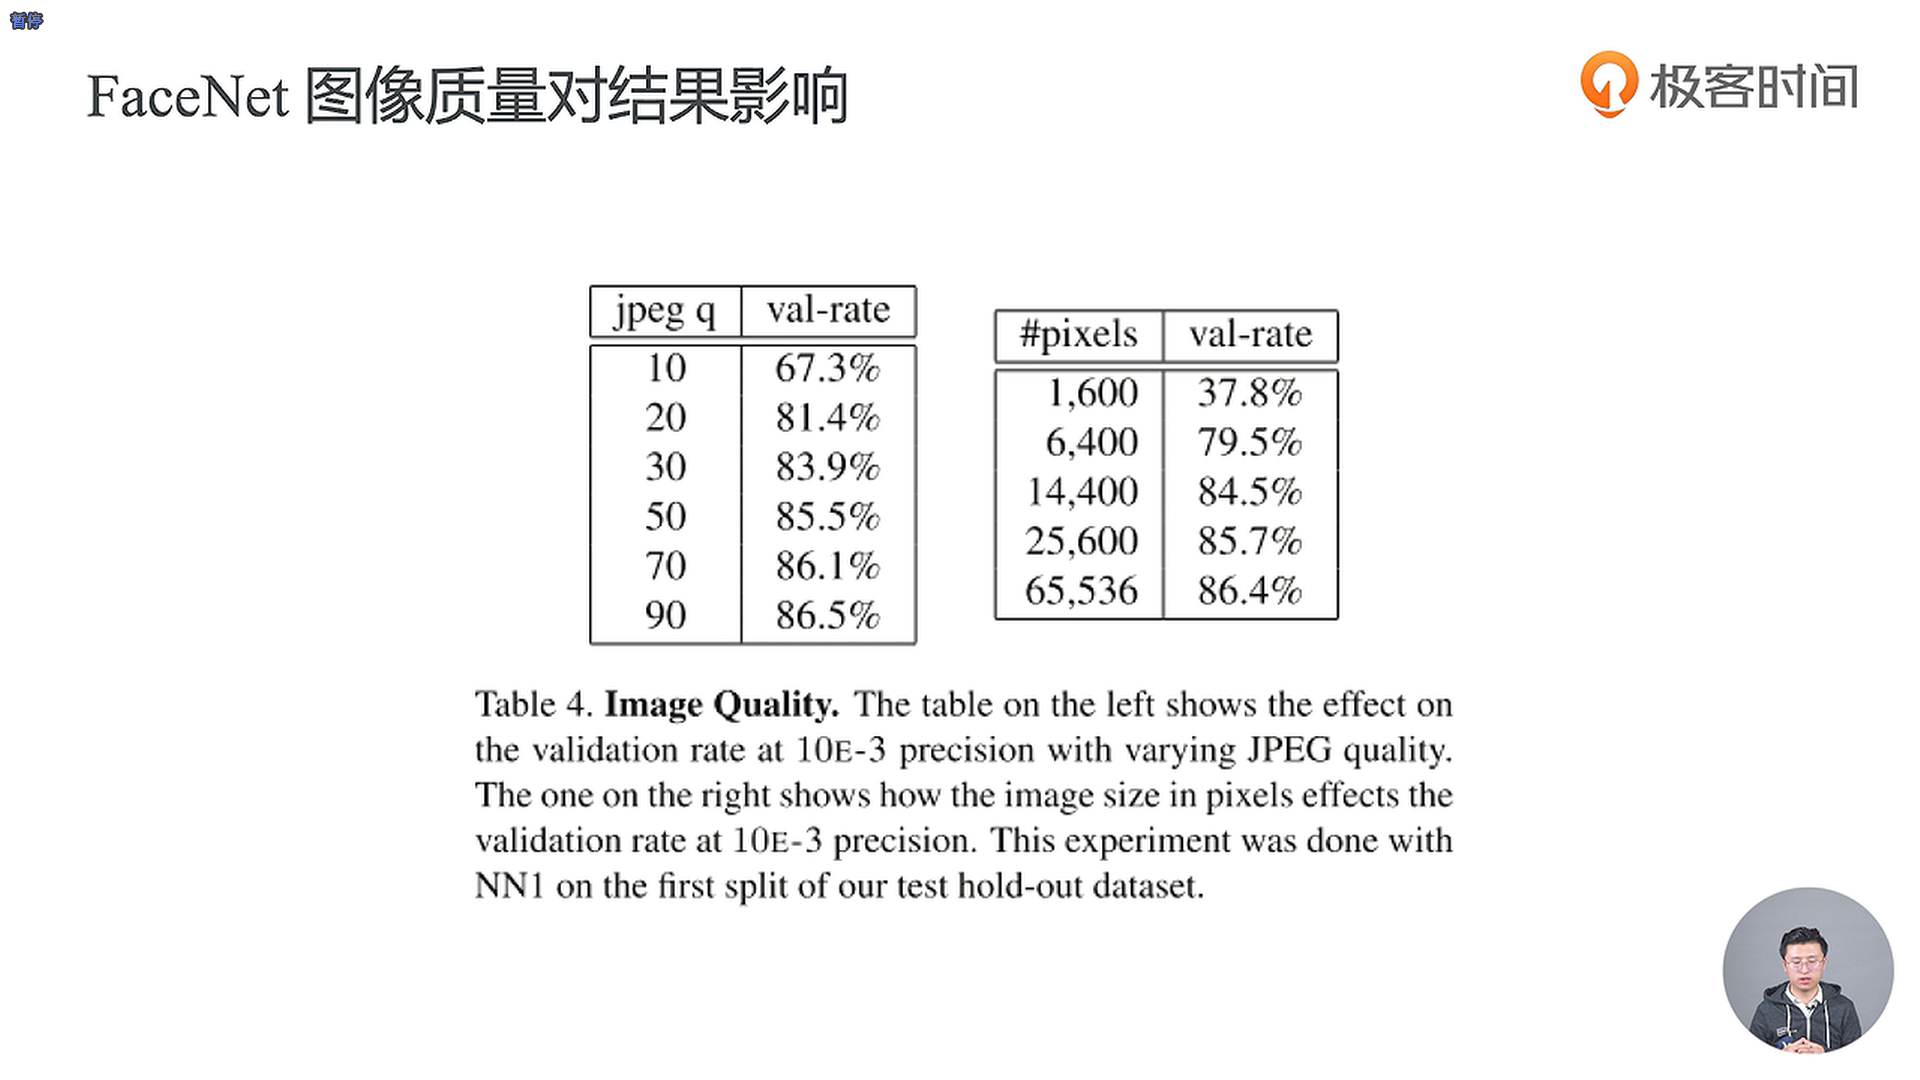 暂停
FaceNet 图像质量对结果影响
极客时间
jpeg q val-rate
10 67.3%
20 81.4%
30 83.9%
50 85.5%
70 86.1%
90 86.5%
#pixels val-rate
1,600 37.8%
6,400 79.5%
14,400 84.5%
25,600 85.7%
65,536 86.4%
Table 4. Image Quality. The table on the left shows the effect on
the validation rate at 10E-3 precision with varying JPEG quality.
The one on the right shows how the image size in pixels effects the
validation rate at 10E-3 precision. This experiment was done with
NN1 on the first split of our test hold-out dataset.